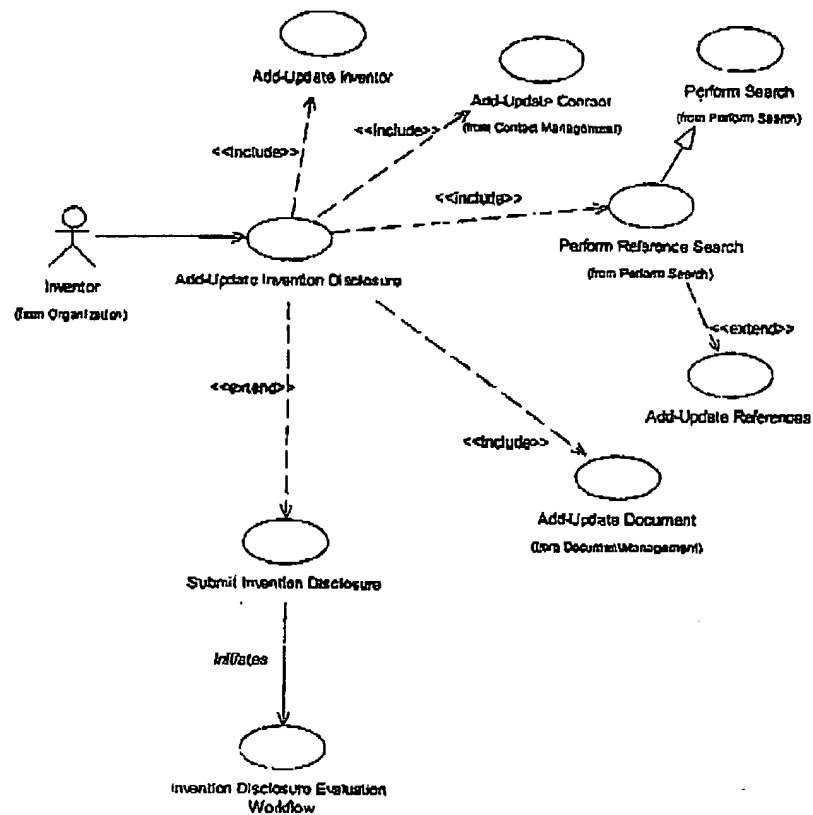 Add-Update Inventor
Add-Update Contact
(from Contact Management)
Perform Search
(from Perform Search)
<<include>>
<<include>>
<<include>>
Perform Reference Search
(from Perform Search)
Inventor
(from Organization)
Add-Update Invention Disclosure
<<extend>>
<<extend>>
Add-Update References
<<include>>
Add-Update Document
(from DocumentManagement)
Submit Invention Disclosure
Initiates
Invention Disclosure Evaluation
Workflow